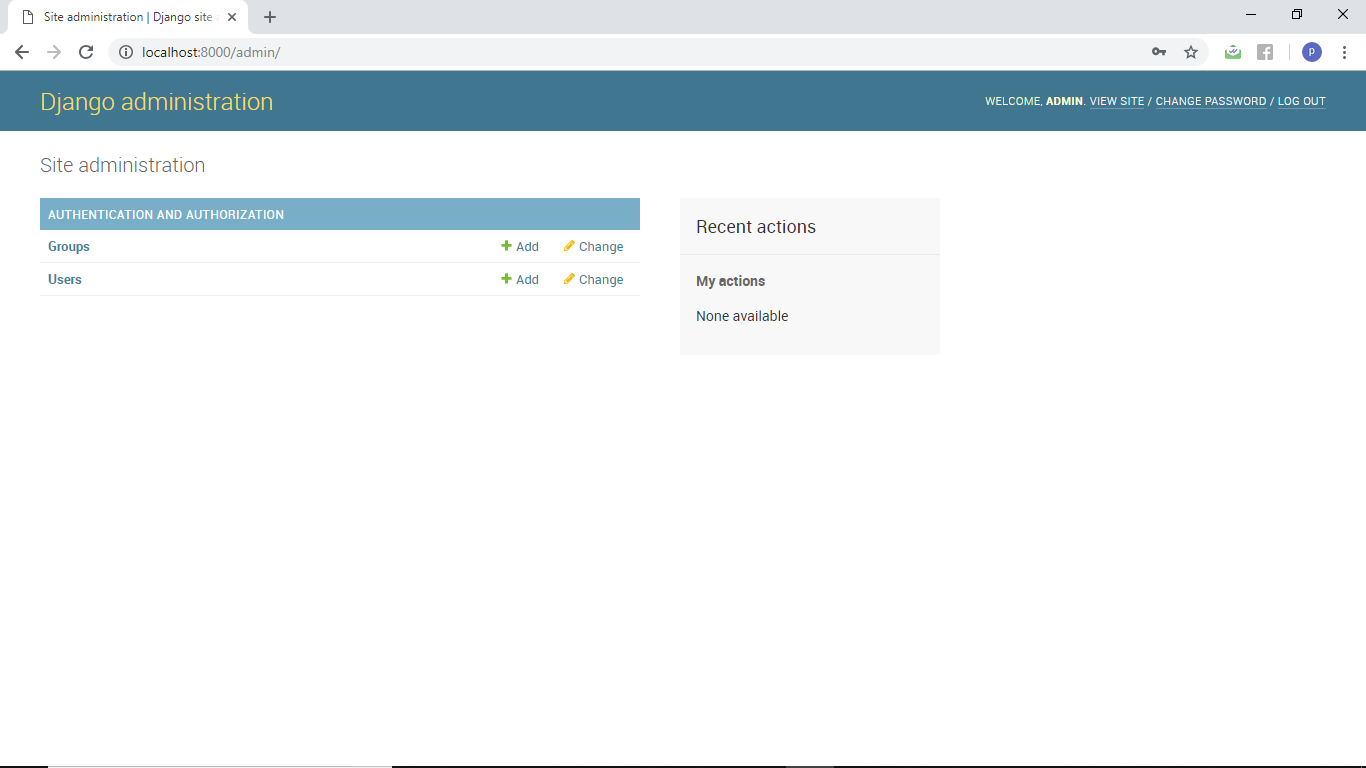 Site administration | Django site
localhost:8000/admin/
P
Django administration
WELCOME, ADMIN. VIEW SITE / CHANGE PASSWORD / LOG OUT
Site administration
AUTHENTICATION AND AUTHORIZATION
Groups Add Change
Users Add Change
Recent actions
My actions
None available